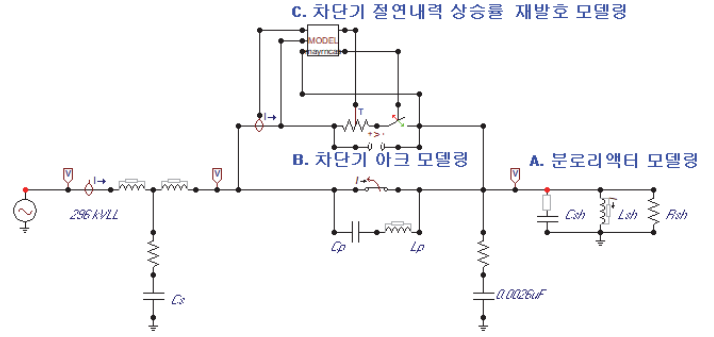 C. 차단기 절연내력 상승률 재발호 모델링
MODEL
I
T
B. 차단기 아크 모델링
A. 분로리액터 모델링
V
I
V
I
V
296 kVLL
Csh
Lsh
Rsh
Cp
Lp
Cs
0.0026uF